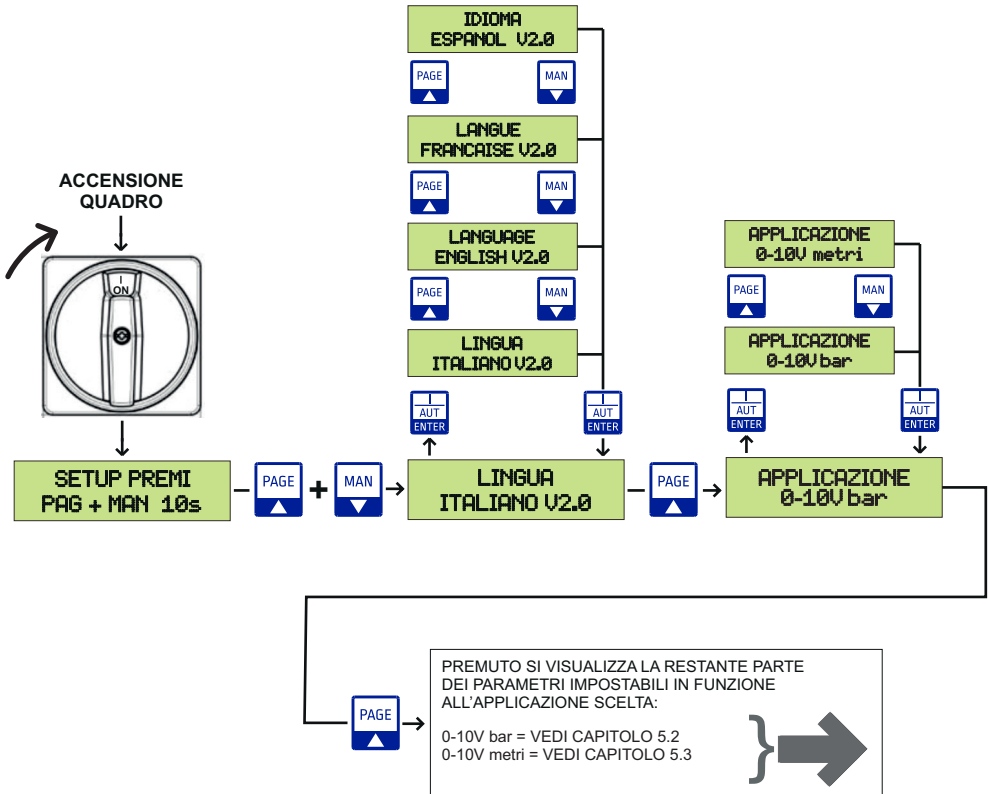 IDIOMA
ESPANOL V2.0
PAGE
MAN
LANGUE
FRANCAISE V2.0
PAGE
MAN
LANGUAGE
ENGLISH V2.0
PAGE
MAN
LINGUA
ITALIANO V2.0
I
AUT
ENTER
I
AUT
ENTER
ACCENSIONE
QUADRO
I
ON
APPLICAZIONE
0-10V metri
PAGE
MAN
APPLICAZIONE
0-10V bar
I
AUT
ENTER
I
AUT
ENTER
SETUP PREMI
PAG + MAN 10s
PAGE
+
MAN
LINGUA
ITALIANO V2.0
PAGE
APPLICAZIONE
0-10V bar
PAGE
PREMUTO SI VISUALIZZA LA RESTANTE PARTE
DEI PARAMETRI IMPOSTABILI IN FUNZIONE
ALL'APPLICAZIONE SCELTA:
0-10V bar = VEDI CAPITOLO 5.2
0-10V metri = VEDI CAPITOLO 5.3